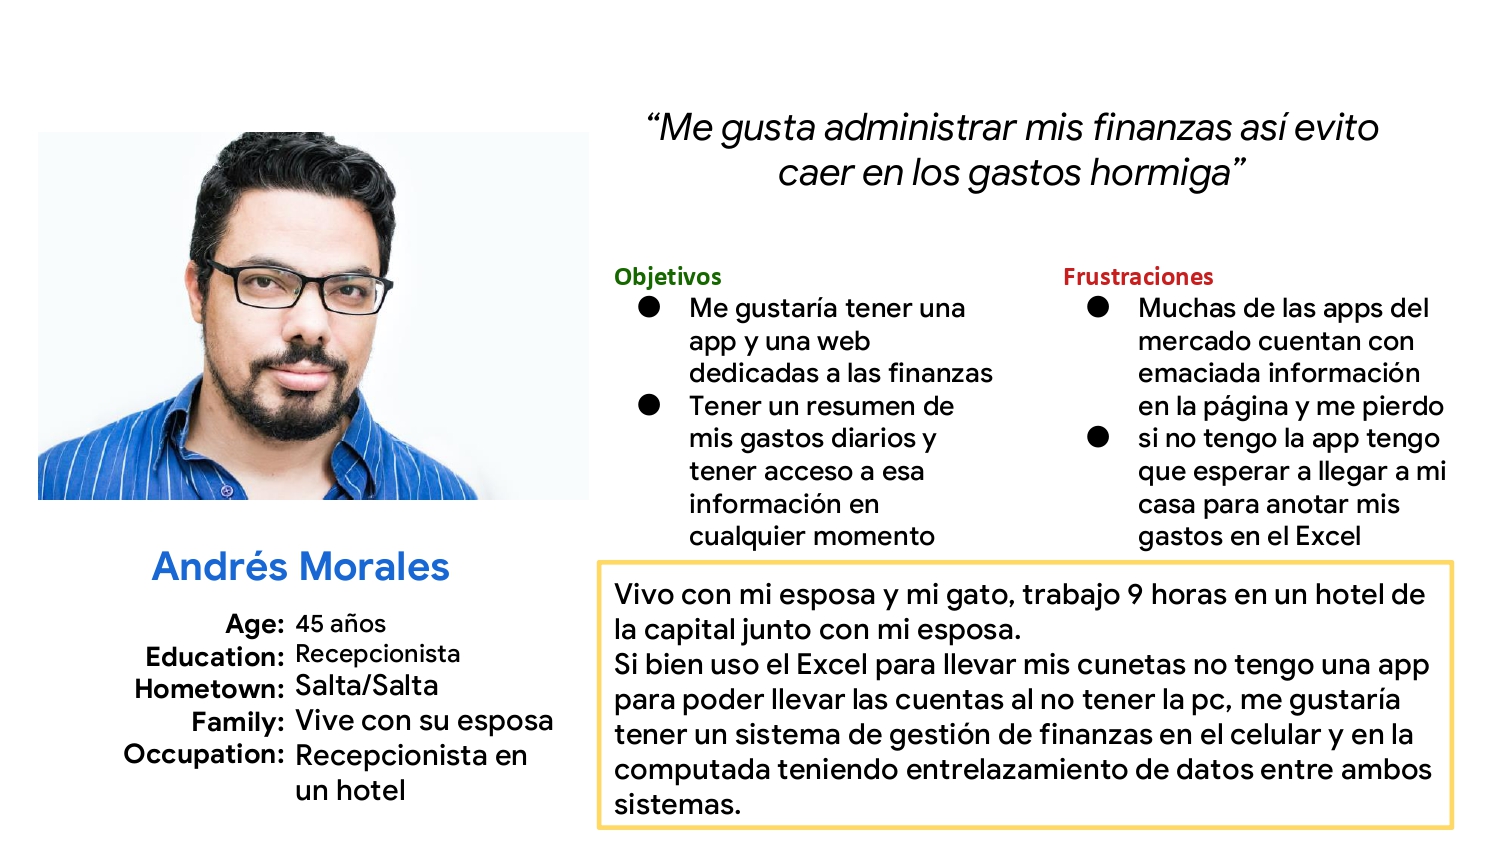 “Me gusta administrar mis finanzas así evito
caer en los gastos hormiga”
Objetivos
● Me gustaría tener una
app y una web
dedicadas a las finanzas
● Tener un resumen de
mis gastos diarios y
tener acceso a esa
información en
cualquier momento
Frustraciones
● Muchas de las apps del
mercado cuentan con
emaciada información
en la página y me pierdo
● si no tengo la app tengo
que esperar a llegar a mi
casa para anotar mis
gastos en el Excel
Andrés Morales
Age: 45 años
Education: Recepcionista
Hometown: Salta/Salta
Family: Vive con su esposa
Occupation: Recepcionista en
un hotel
Vivo con mi esposa y mi gato, trabajo 9 horas en un hotel de
la capital junto con mi esposa.
Si bien uso el Excel para llevar mis cunetas no tengo una app
para poder llevar las cuentas al no tener la pc, me gustaría
tener un sistema de gestión de finanzas en el celular y en la
computada teniendo entrelazamiento de datos entre ambos
sistemas.